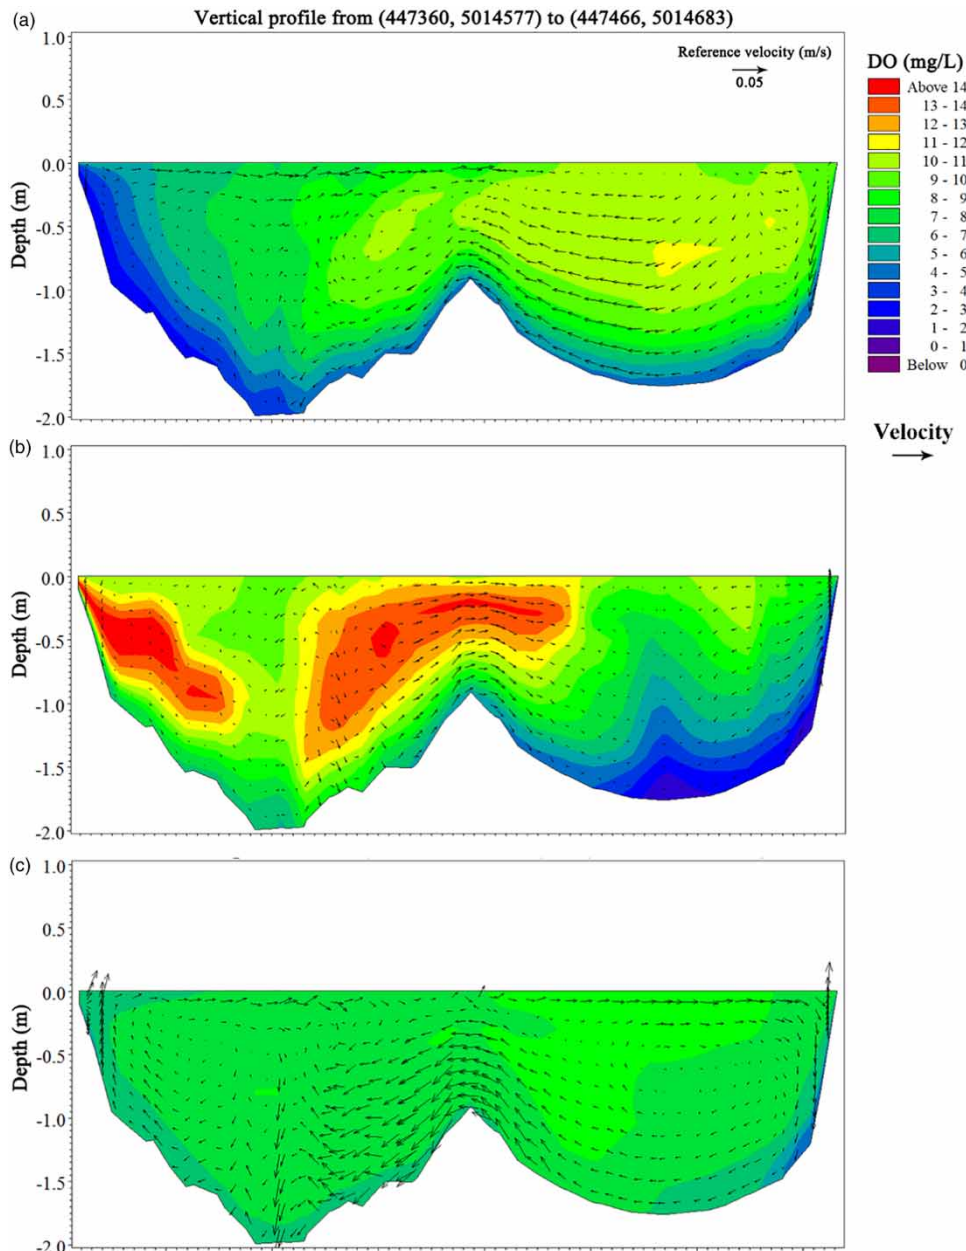 (a)
Vertical profile from (447360, 5014577) to (447466, 5014683)
1.0
0.5
0.0
-0.5
-1.0
-1.5
-2.0
Depth (m)
Reference velocity (m/s)
0.05
DO (mg/L)
Above 14
13 - 14
12 - 13
11 - 12
10 - 11
9 - 10
8 - 9
7 - 8
6 - 7
5 - 6
4 - 5
3 - 4
2 - 3
1 - 2
0 - 1
Below 0
Velocity
(b)
1.0
0.5
0.0
-0.5
-1.0
-1.5
-2.0
Depth (m)
(c)
1.0
0.5
0.0
-0.5
-1.0
-1.5
-2.0
Depth (m)